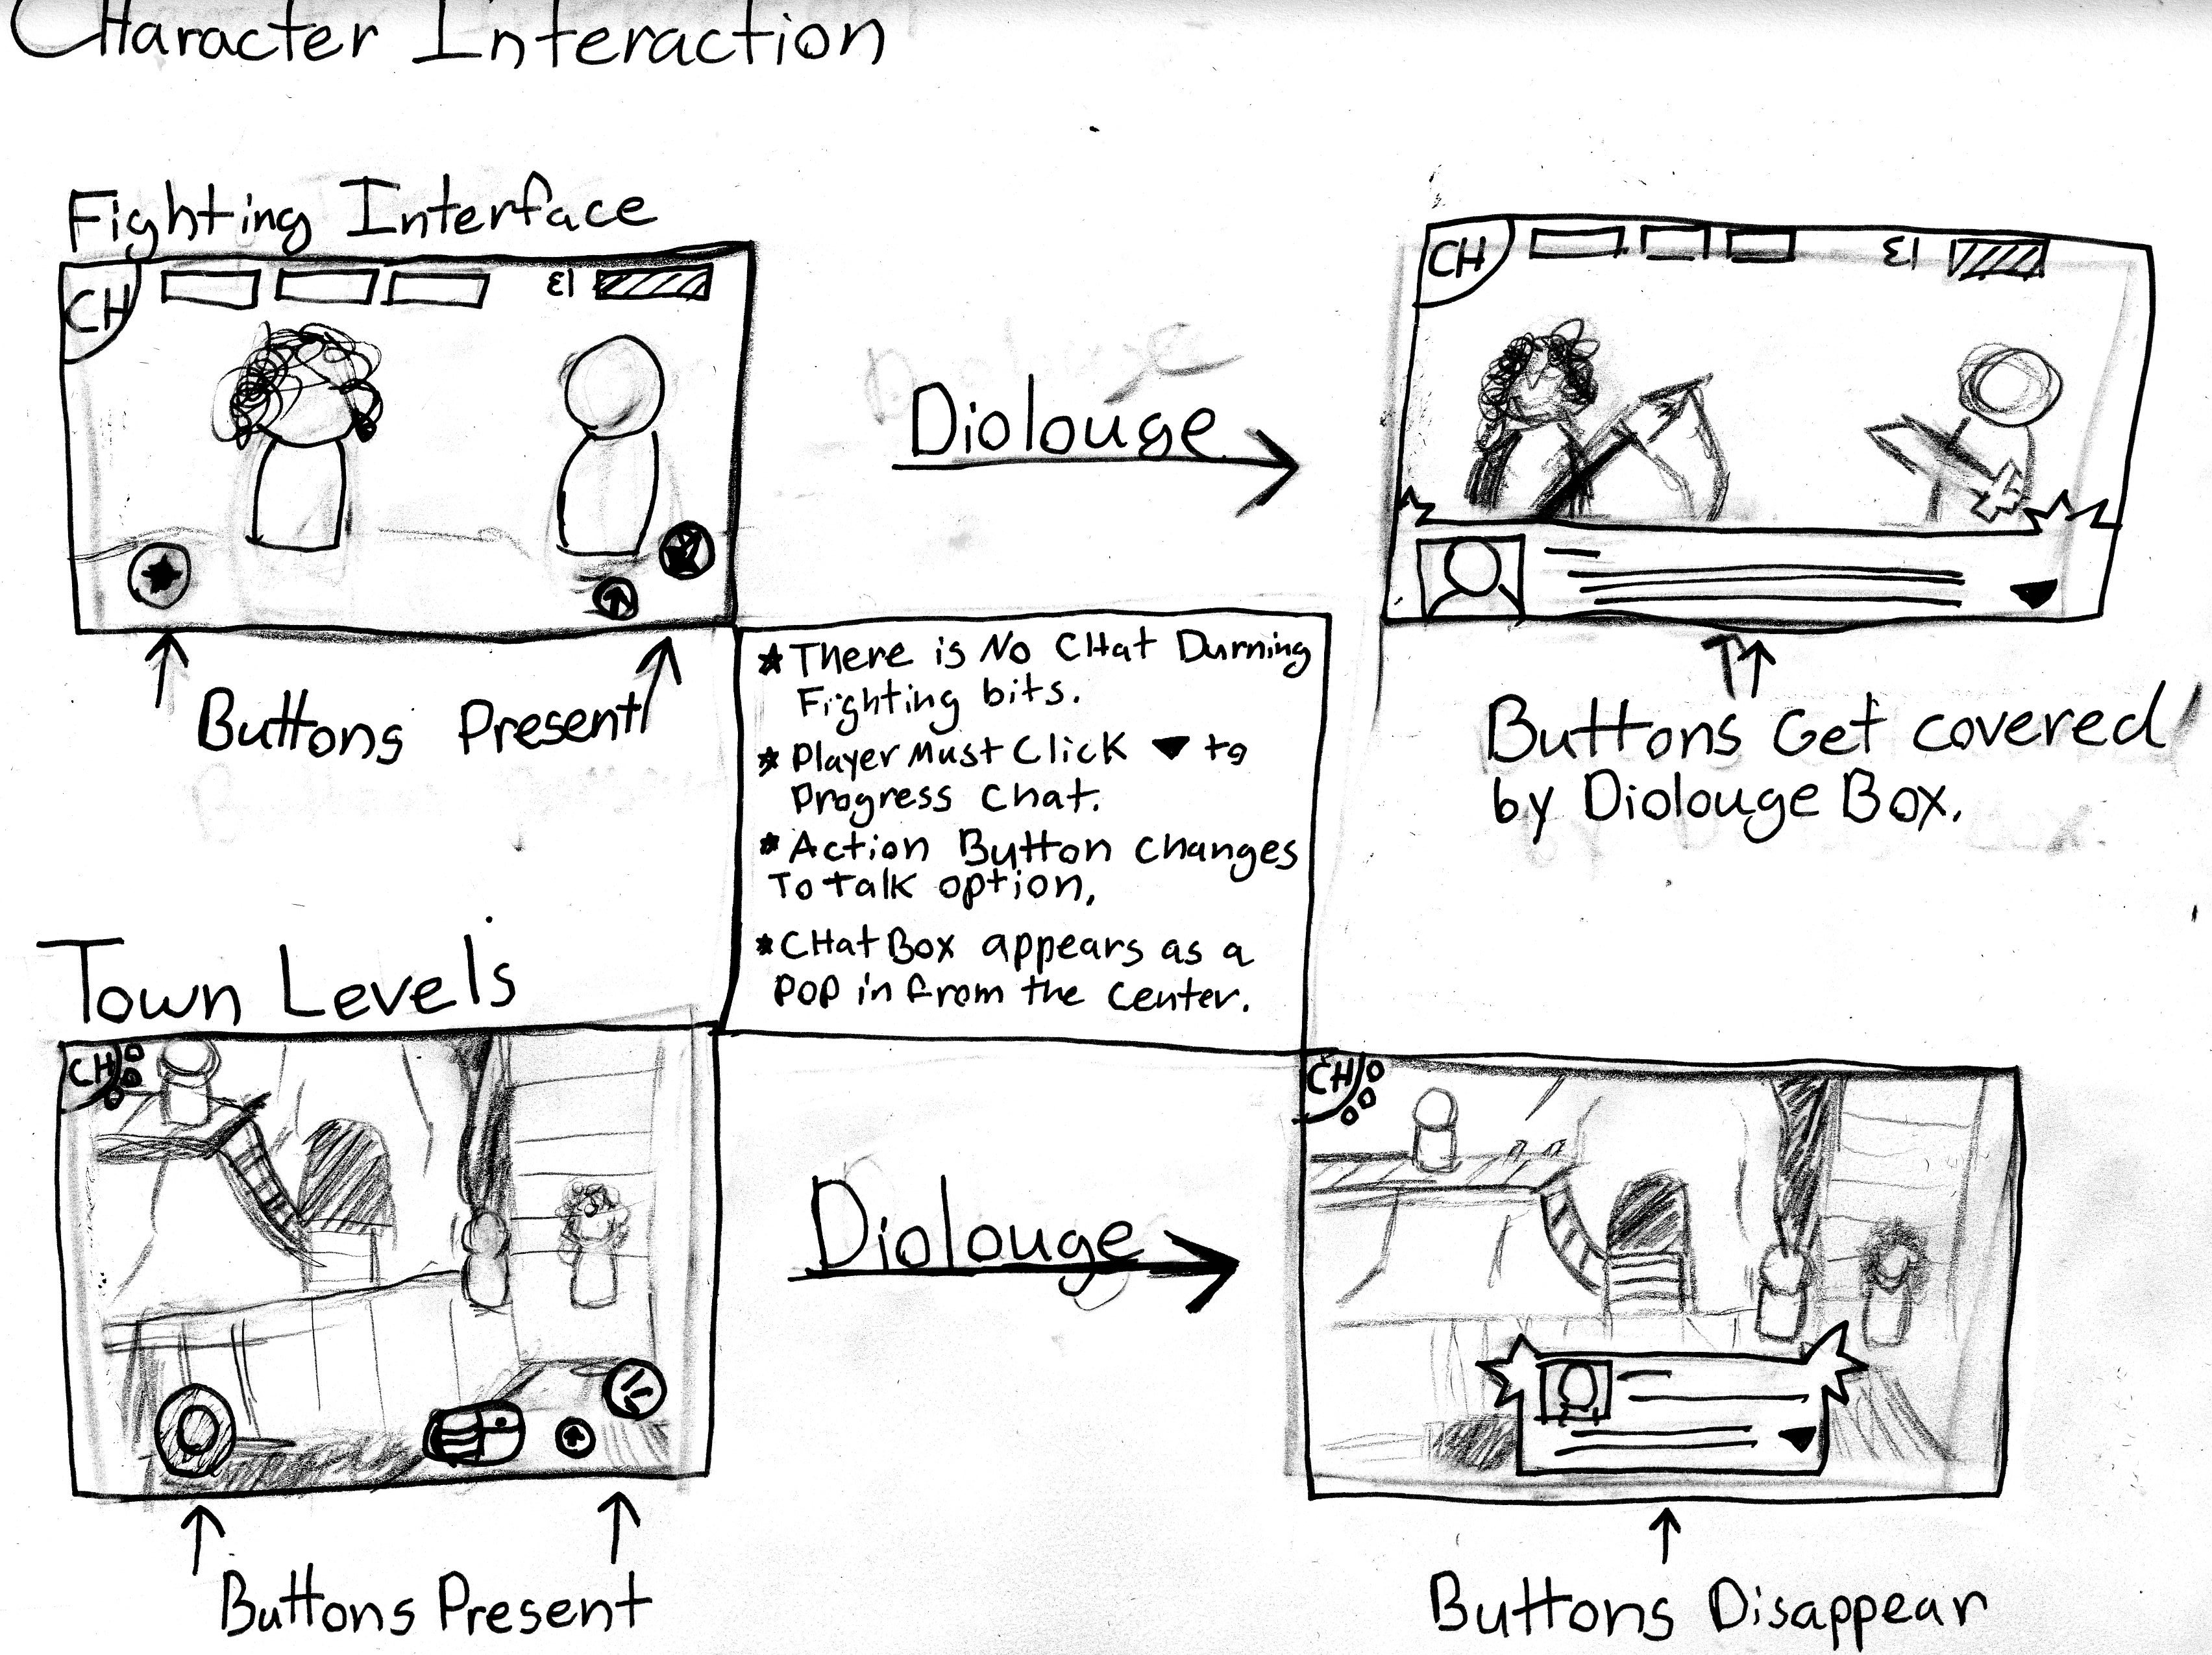 CHaracter Interaction
Fighting Interface
CH
E1
Diolouge
CH
E1
Buttons Present
★ There is No CHat Durning
Fighting bits.
★ Player Must Click ▼ to
Progress Chat.
★ Action Button changes
To talk option.
★ CHat Box appears as a
pop in from the center.
Buttons Get covered
by Diolouge Box.
Town Levels
CH
Diolouge
CH
Buttons Present
Buttons Disappear